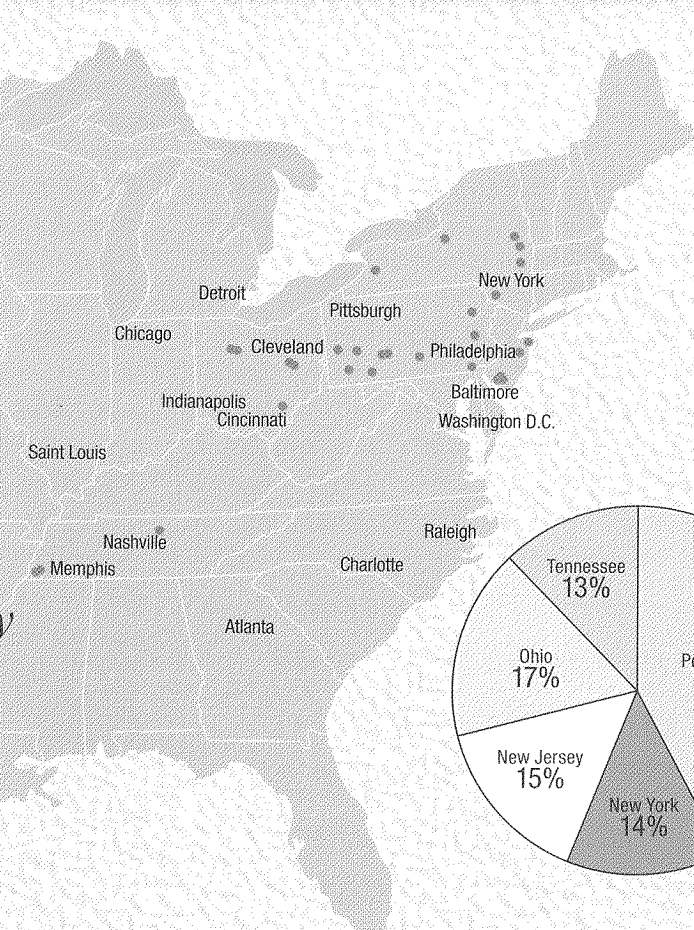 New York
Detroit
Pittsburgh
Chicago
Cleveland
Philadelphia
Baltimore
Indianapolis
Cincinnati
Washington D.C.
Saint Louis
Raleigh
Nashville
Memphis
Charlotte
Atlanta
Tennessee
13%
Ohio
17%
New Jersey
15%
New York
14%